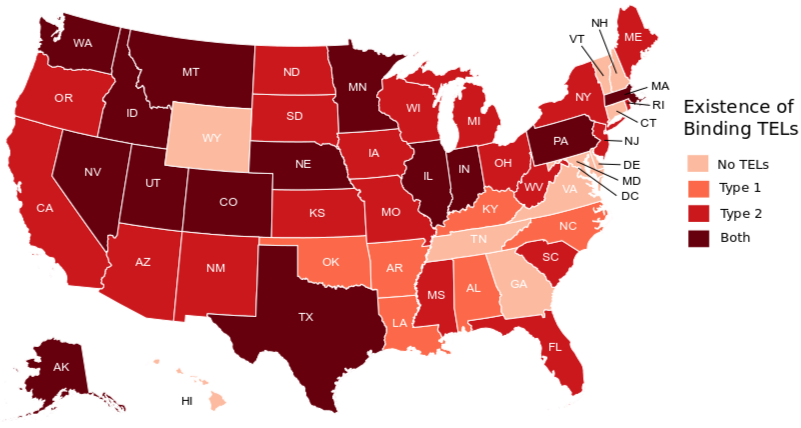 NH
VT
ME
WA
MT
ND
MN
OR
ID
SD
WI
MI
NY
MA
RI
CT
WY
NJ
PA
IA
NE
OH
DE
MD
DC
NV
UT
CO
IL
IN
WV
VA
CA
KS
MO
KY
NC
TN
AZ
NM
OK
AR
SC
MS
AL
GA
TX
LA
FL
AK
HI
Existence of
Binding TELs
No TELs
Type 1
Type 2
Both